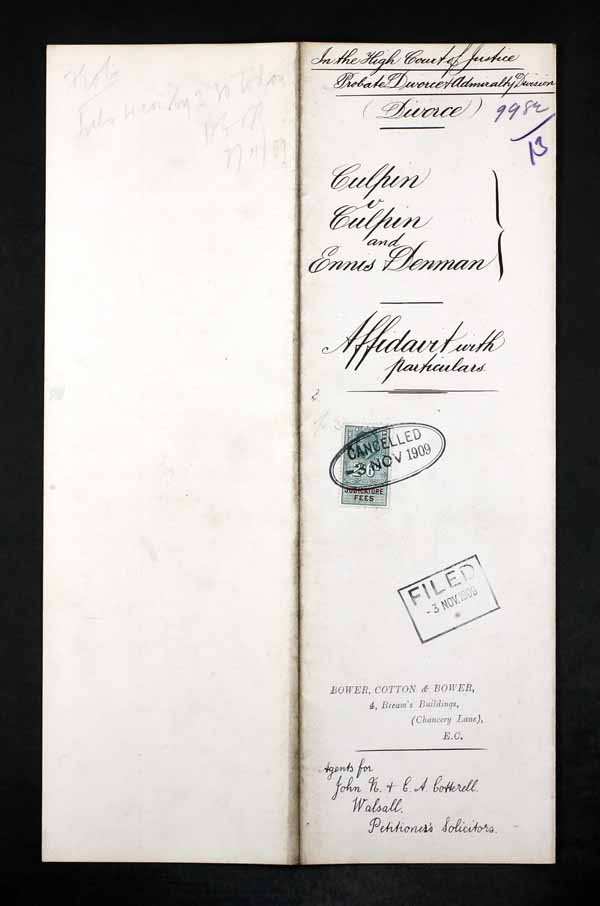 In the High Court of Justice
Probate Divorce & Admiralty Division
(Divorce)
9982/13
Culpin
v
Culpin
and
Ennis Denman
Affidavit with
particulars
CANCELLED
-3 NOV 1909
JUDICATURE
FEES
FILED
-3 NOV. 1909
BOWER, COTTON & BOWER,
4, Bream's Buildings,
(Chancery Lane),
E.C.
Agents for
John K. & C. A. Cotterell.
Walsall.
Petitioner's Solicitors.